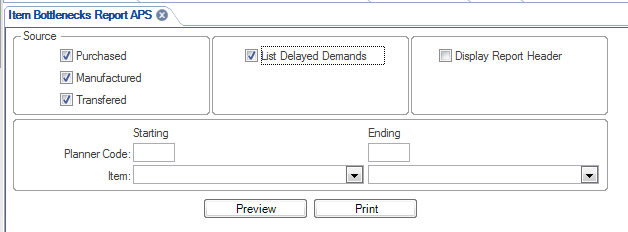 Item Bottlenecks Report APS
Source
Purchased
Manufactured
Transfered
List Delayed Demands
Display Report Header
Starting Ending
Planner Code:
Item:
Preview Print